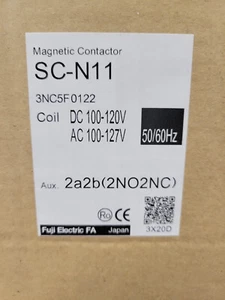 Magnetic Contactor
SC-N11
3NC5F0122
Coil DC 100-120V
AC 100-127V 50/60Hz
Aux. 2a2b(2NO2NC)
CE
Fuji Electric FA Japan 3X20D